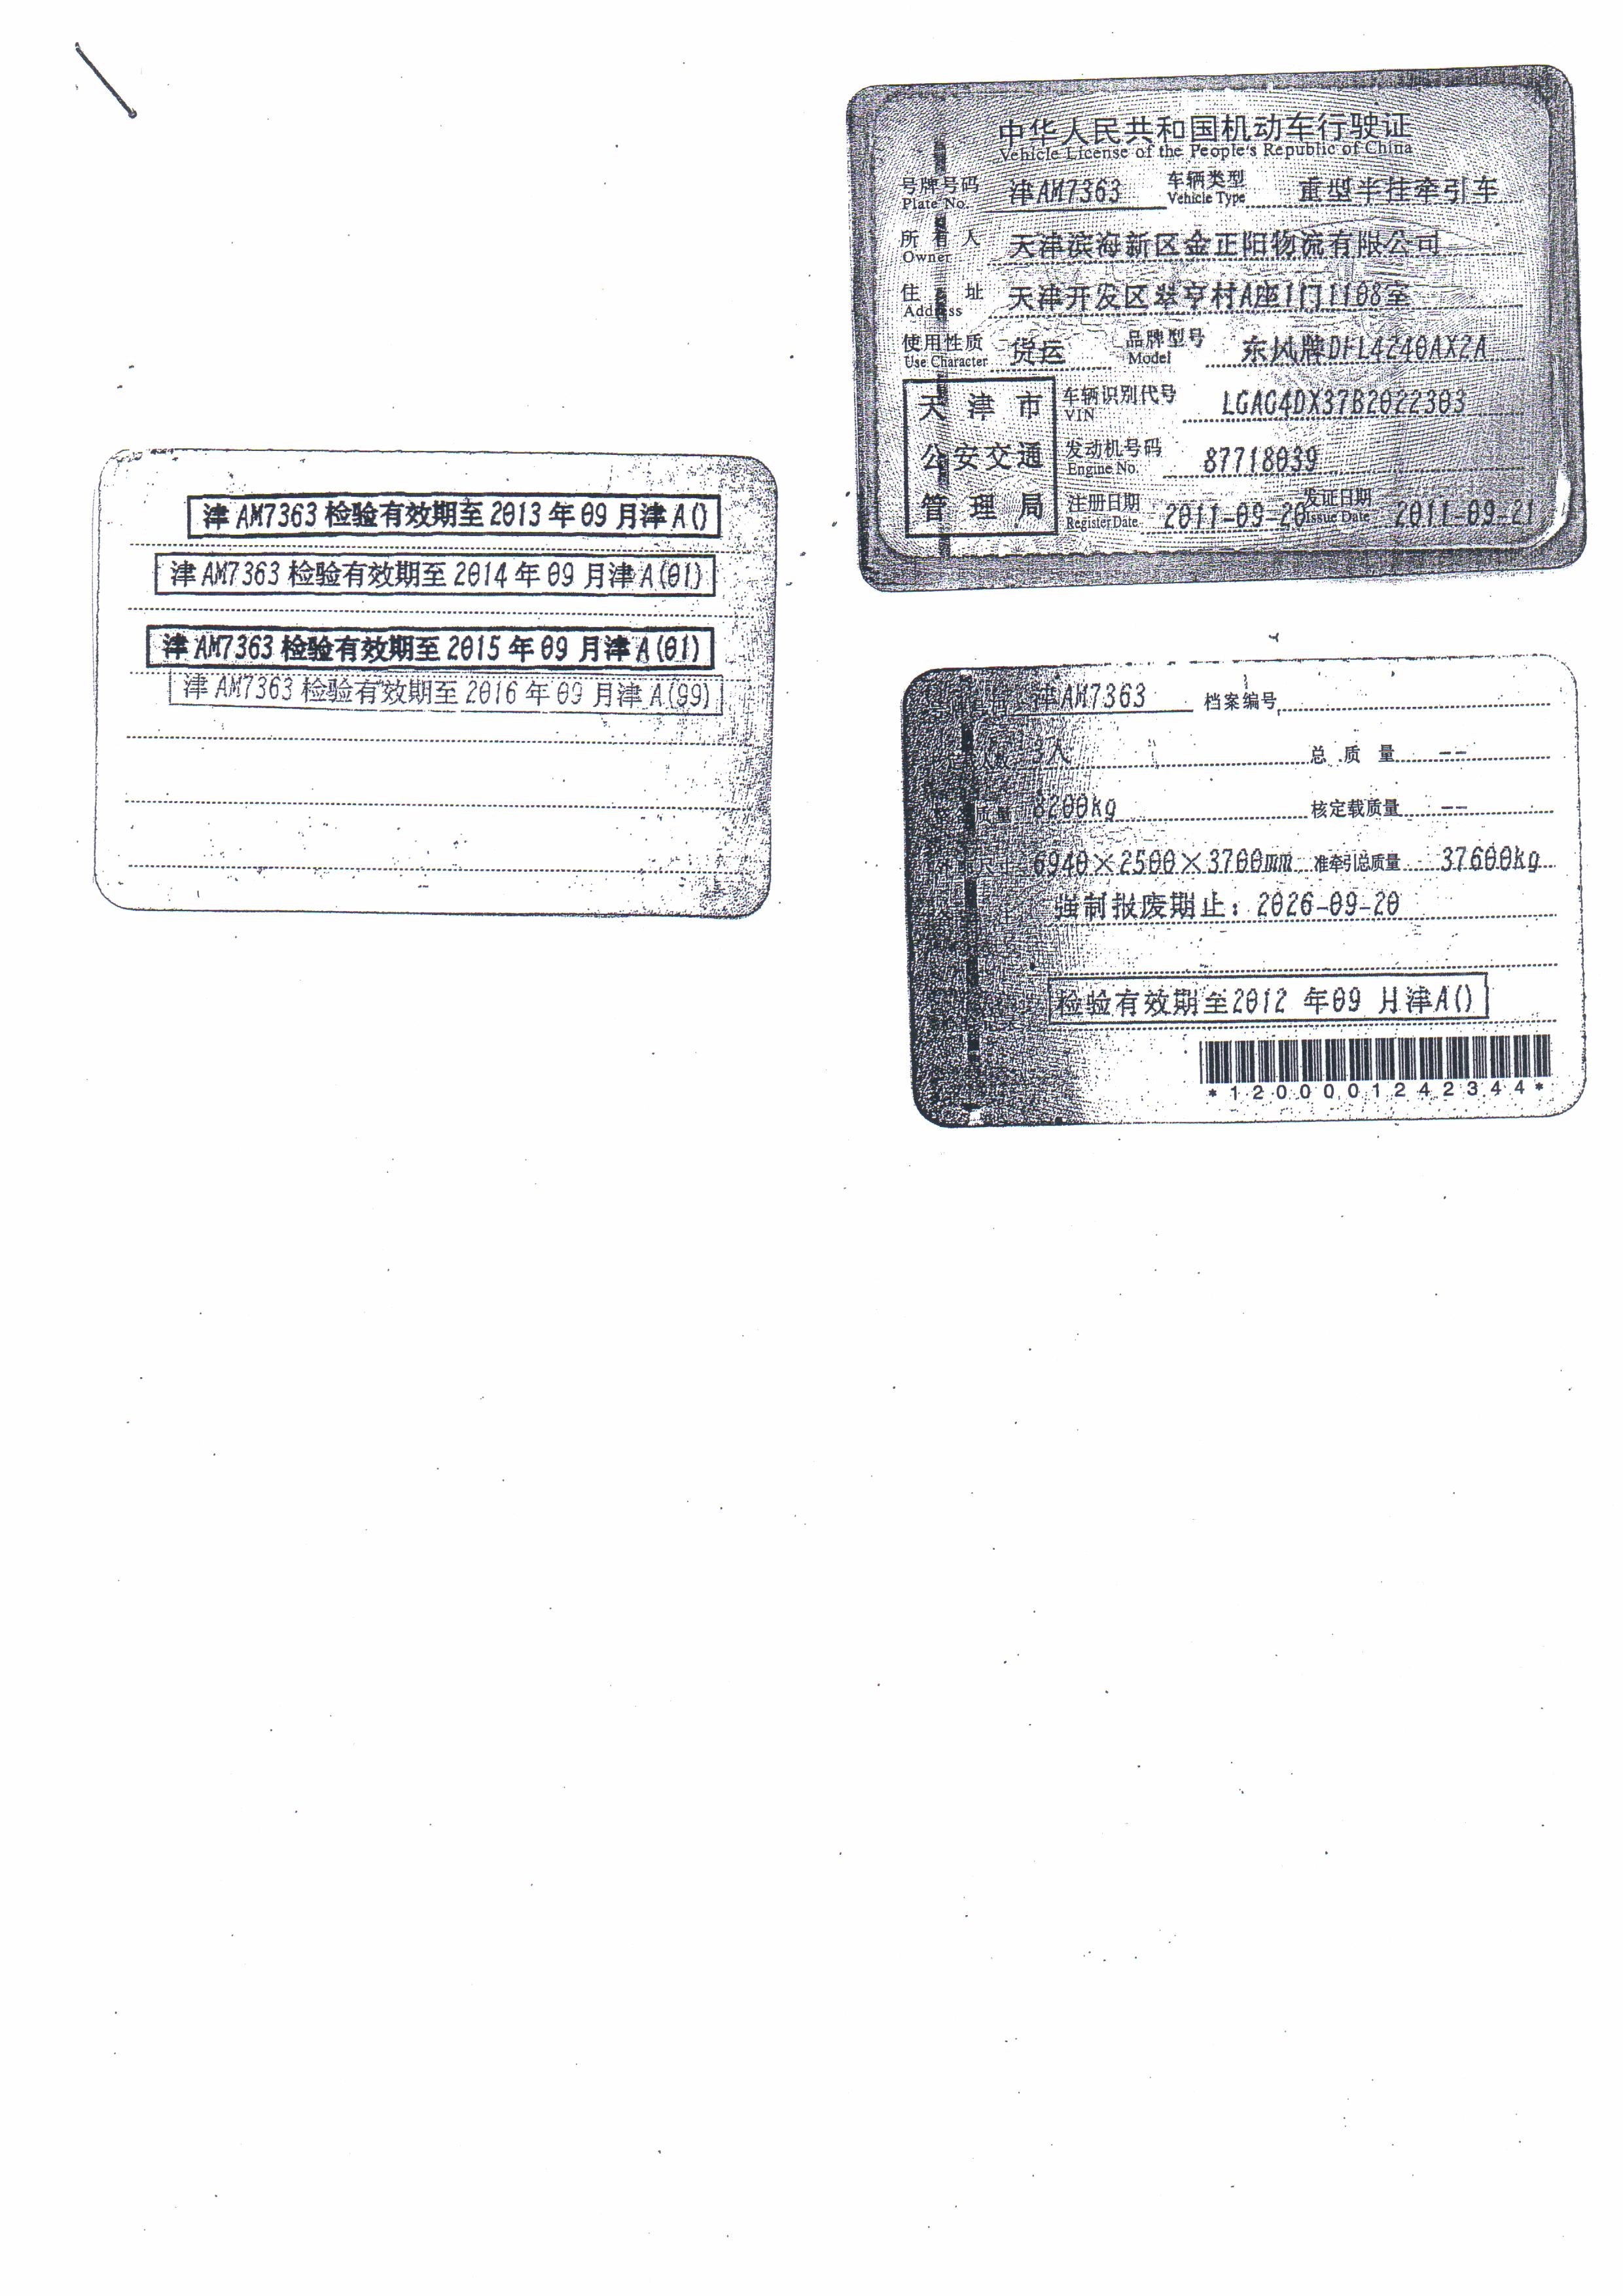 中华人民共和国机动车行驶证
Vehicle License of the People's Republic of China
号牌号码 津AM7363 车辆类型 重型半挂牵引车
Plate No. Vehicle Type
所有人 天津滨海新区金正阳物流有限公司
Owner
住址 天津开发区翠亨村A座1门1108室
Address
使用性质 货运 品牌型号 东风牌DFL4240AX2A
Use Character Model
天津市
公安交通
管理局
车辆识别代号 LGAG4DX37B2022303
VIN
发动机号码 87718039
Engine No.
注册日期 2011-09-20 发证日期 2011-09-21
Register Date Issue Date
津AM7363检验有效期至2013年09月津A()
津AM7363检验有效期至2014年09月津A(01)
津AM7363检验有效期至2015年09月津A(01)
津AM7363检验有效期至2016年09月津A(99)
津AM7363 档案编号
3人 总质量 --
质量 8200kg 核定载质量 --
尺寸 6940×2500×3700mm 准牵引总质量 37600kg
强制报废期止：2026-09-20
检验有效期至2012年09月津A()
*1200001242344*